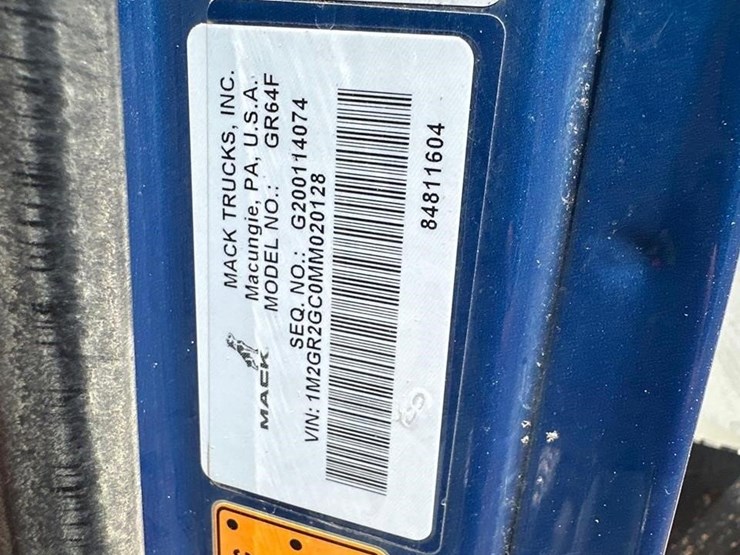 MACK TRUCKS, INC.
Macungie, PA, U.S.A.
MODEL NO.: GR64F
MACK
SEQ. NO.: G200114074
VIN: 1M2GR2GC0MM020128
84811604